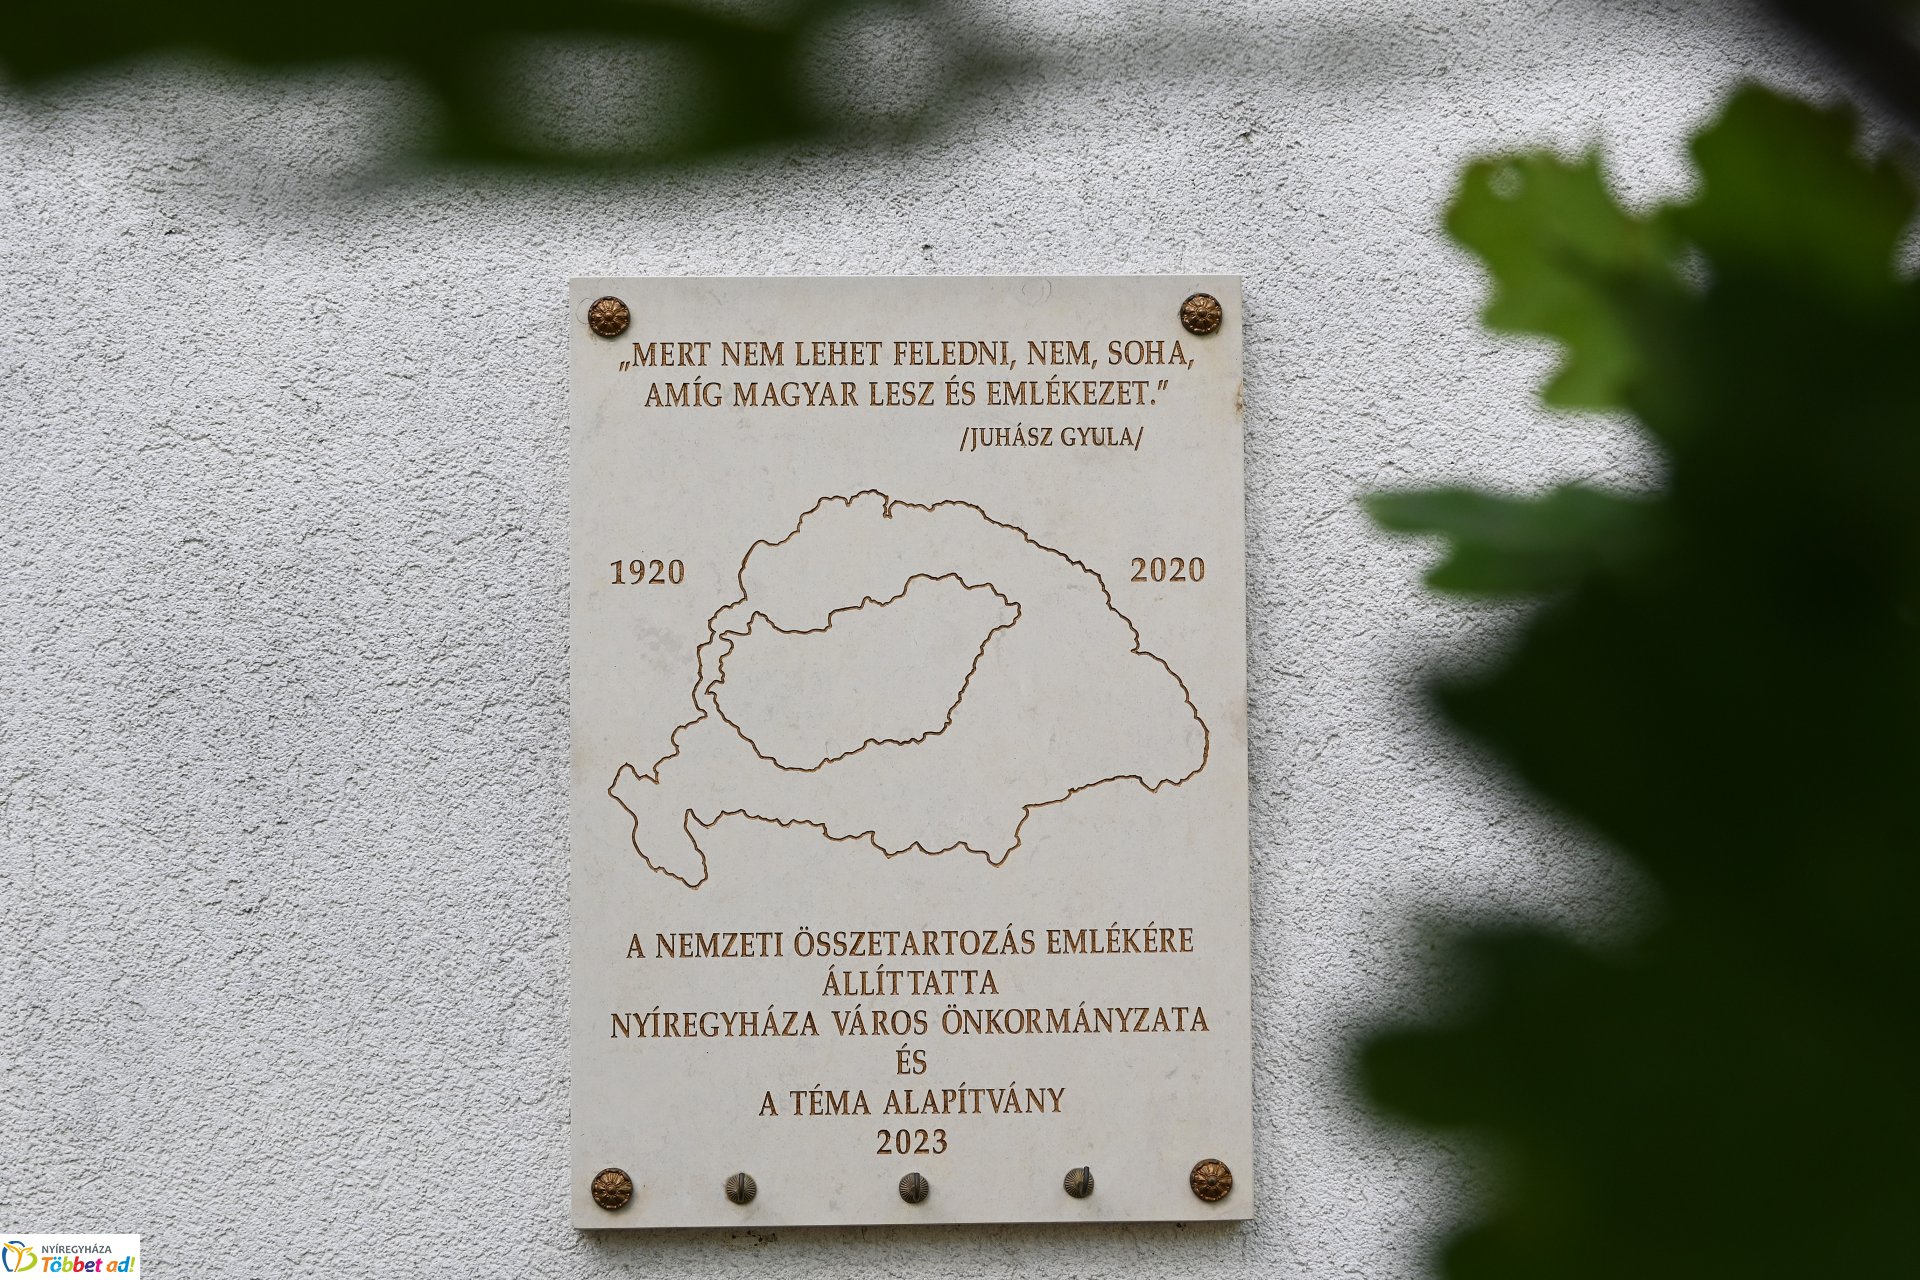 „MERT NEM LEHET FELEDNI, NEM, SOHA,
AMÍG MAGYAR LESZ ÉS EMLÉKEZET.”
/JUHÁSZ GYULA/
1920
2020
A NEMZETI ÖSSZETARTOZÁS EMLÉKÉRE
ÁLLÍTTATTA
NYÍREGYHÁZA VÁROS ÖNKORMÁNYZATA
ÉS
A TÉMA ALAPÍTVÁNY
2023
NYÍREGYHÁZA
Többet ad!